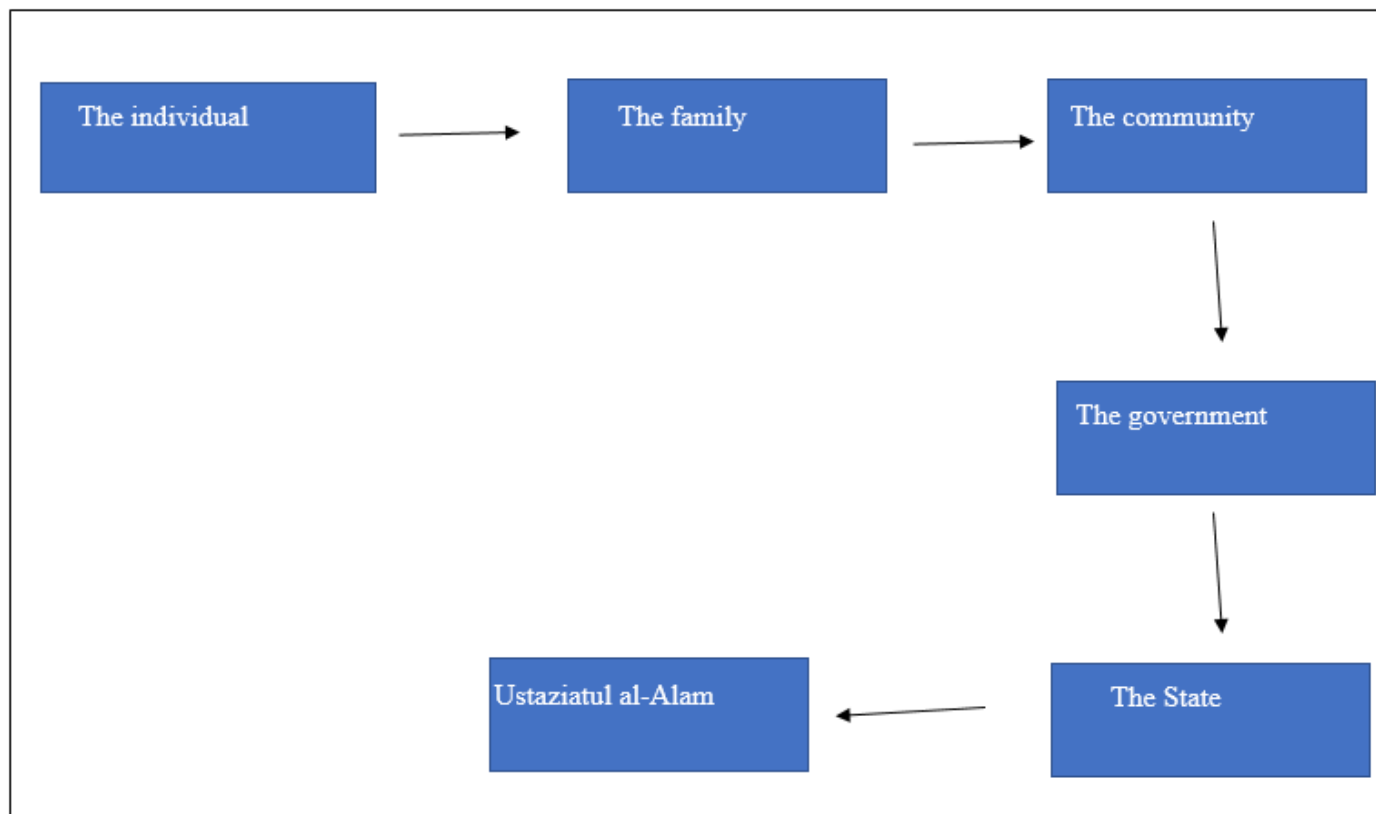 The individual
The family
The community
The government
The State
Ustaziatul al-Alam